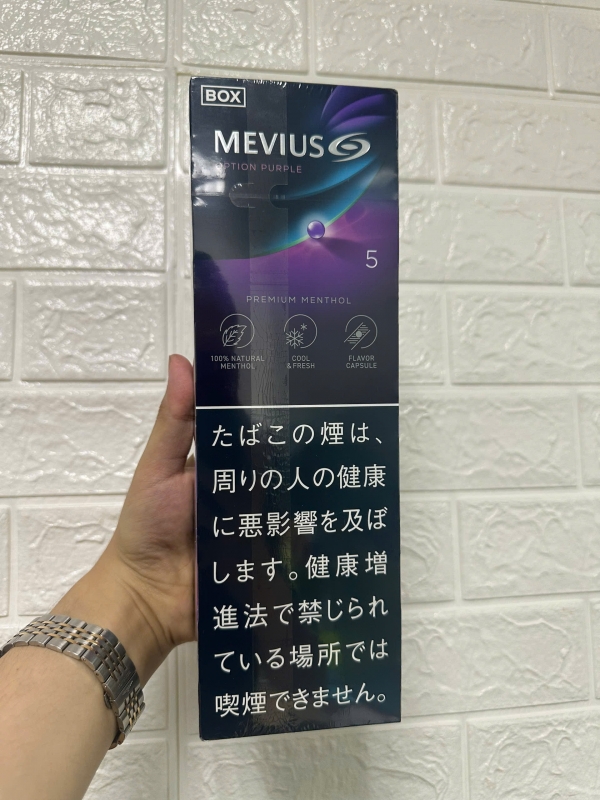 BOX
MEVIUS
OPTION PURPLE
5
PREMIUM MENTHOL
100% NATURAL
MENTHOL
COOL
&FRESH
FLAVOR
CAPSULE
たばこの煙は、
周りの人の健康
に悪影響を及ぼ
します。健康増
進法で禁じられ
ている場所では
喫煙できません。